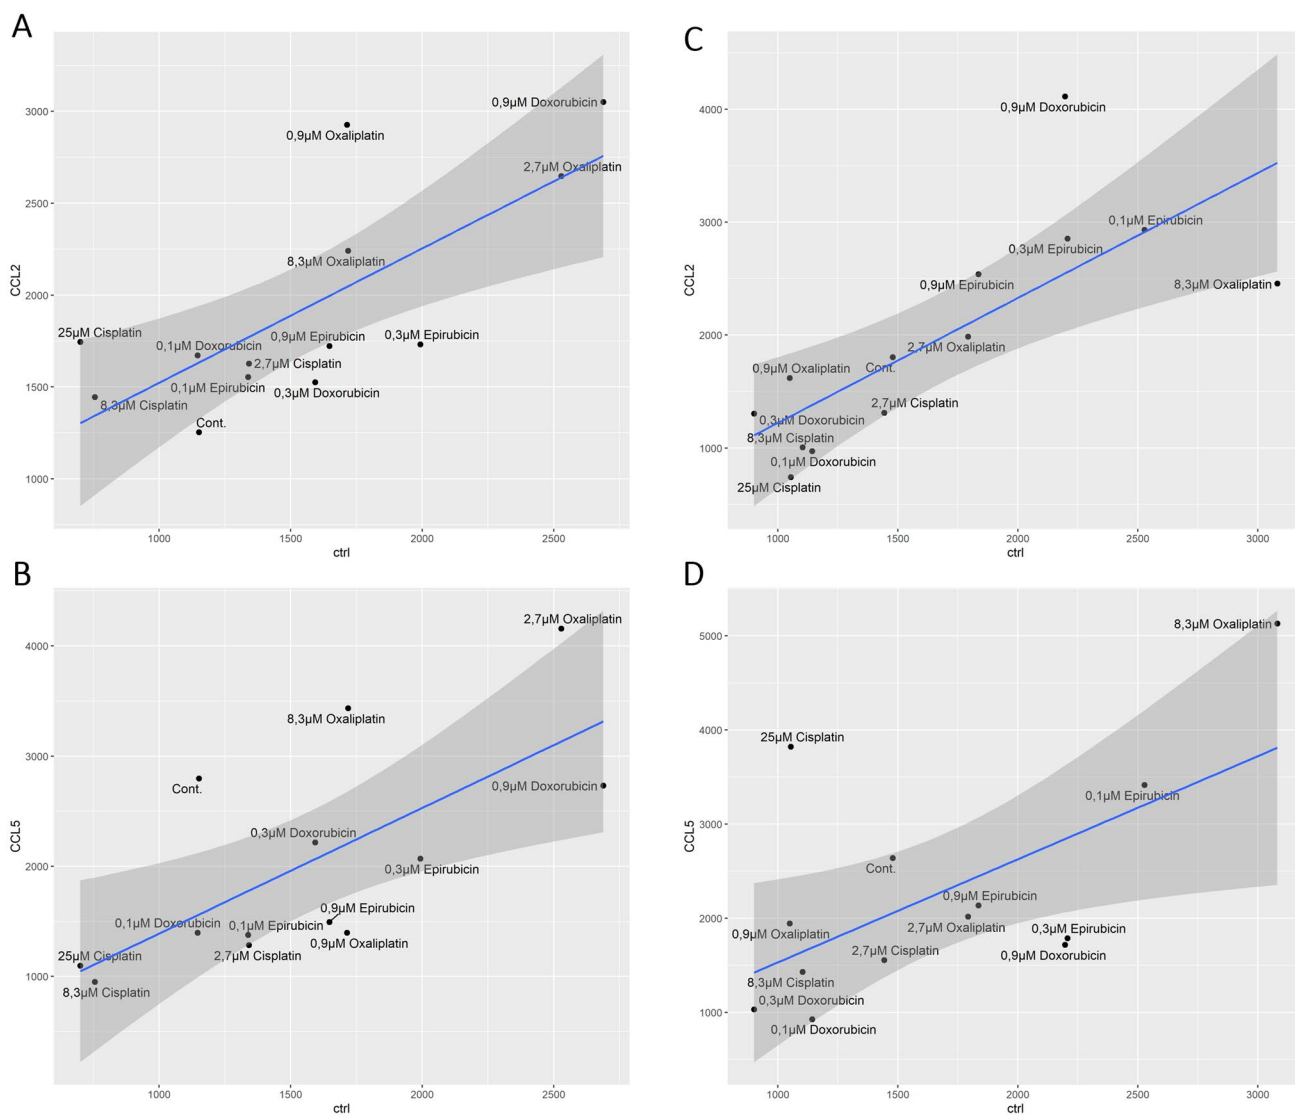 A
3000
2500
2000
1500
1000
CCL2
0,9µM Doxorubicin
0,9µM Oxaliplatin
2,7µM Oxaliplatin
8,3µM Oxaliplatin
25µM Cisplatin
0,9µM Epirubicin
0,3µM Epirubicin
0,1µM Doxorubicin
2,7µM Cisplatin
0,1µM Epirubicin
0,3µM Doxorubicin
8,3µM Cisplatin
Cont.
1000 1500 2000 2500
ctrl
B
4000
3000
2000
1000
CCL5
2,7µM Oxaliplatin
8,3µM Oxaliplatin
Cont.
0,9µM Doxorubicin
0,3µM Doxorubicin
0,3µM Epirubicin
0,9µM Epirubicin
0,1µM Doxorubicin
0,1µM Epirubicin
0,9µM Oxaliplatin
2,7µM Cisplatin
25µM Cisplatin
8,3µM Cisplatin
1000 1500 2000 2500
ctrl
C
4000
3000
2000
1000
CCL2
0,9µM Doxorubicin
0,1µM Epirubicin
0,3µM Epirubicin
0,9µM Epirubicin
8,3µM Oxaliplatin
2,7µM Oxaliplatin
0,9µM Oxaliplatin
Cont.
2,7µM Cisplatin
0,3µM Doxorubicin
8,3µM Cisplatin
0,1µM Doxorubicin
25µM Cisplatin
1000 1500 2000 2500 3000
ctrl
D
5000
4000
3000
2000
1000
CCL5
8,3µM Oxaliplatin
25µM Cisplatin
0,1µM Epirubicin
Cont.
0,9µM Epirubicin
2,7µM Oxaliplatin
0,9µM Oxaliplatin
0,3µM Epirubicin
0,9µM Doxorubicin
2,7µM Cisplatin
8,3µM Cisplatin
0,3µM Doxorubicin
0,1µM Doxorubicin
1000 1500 2000 2500 3000
ctrl